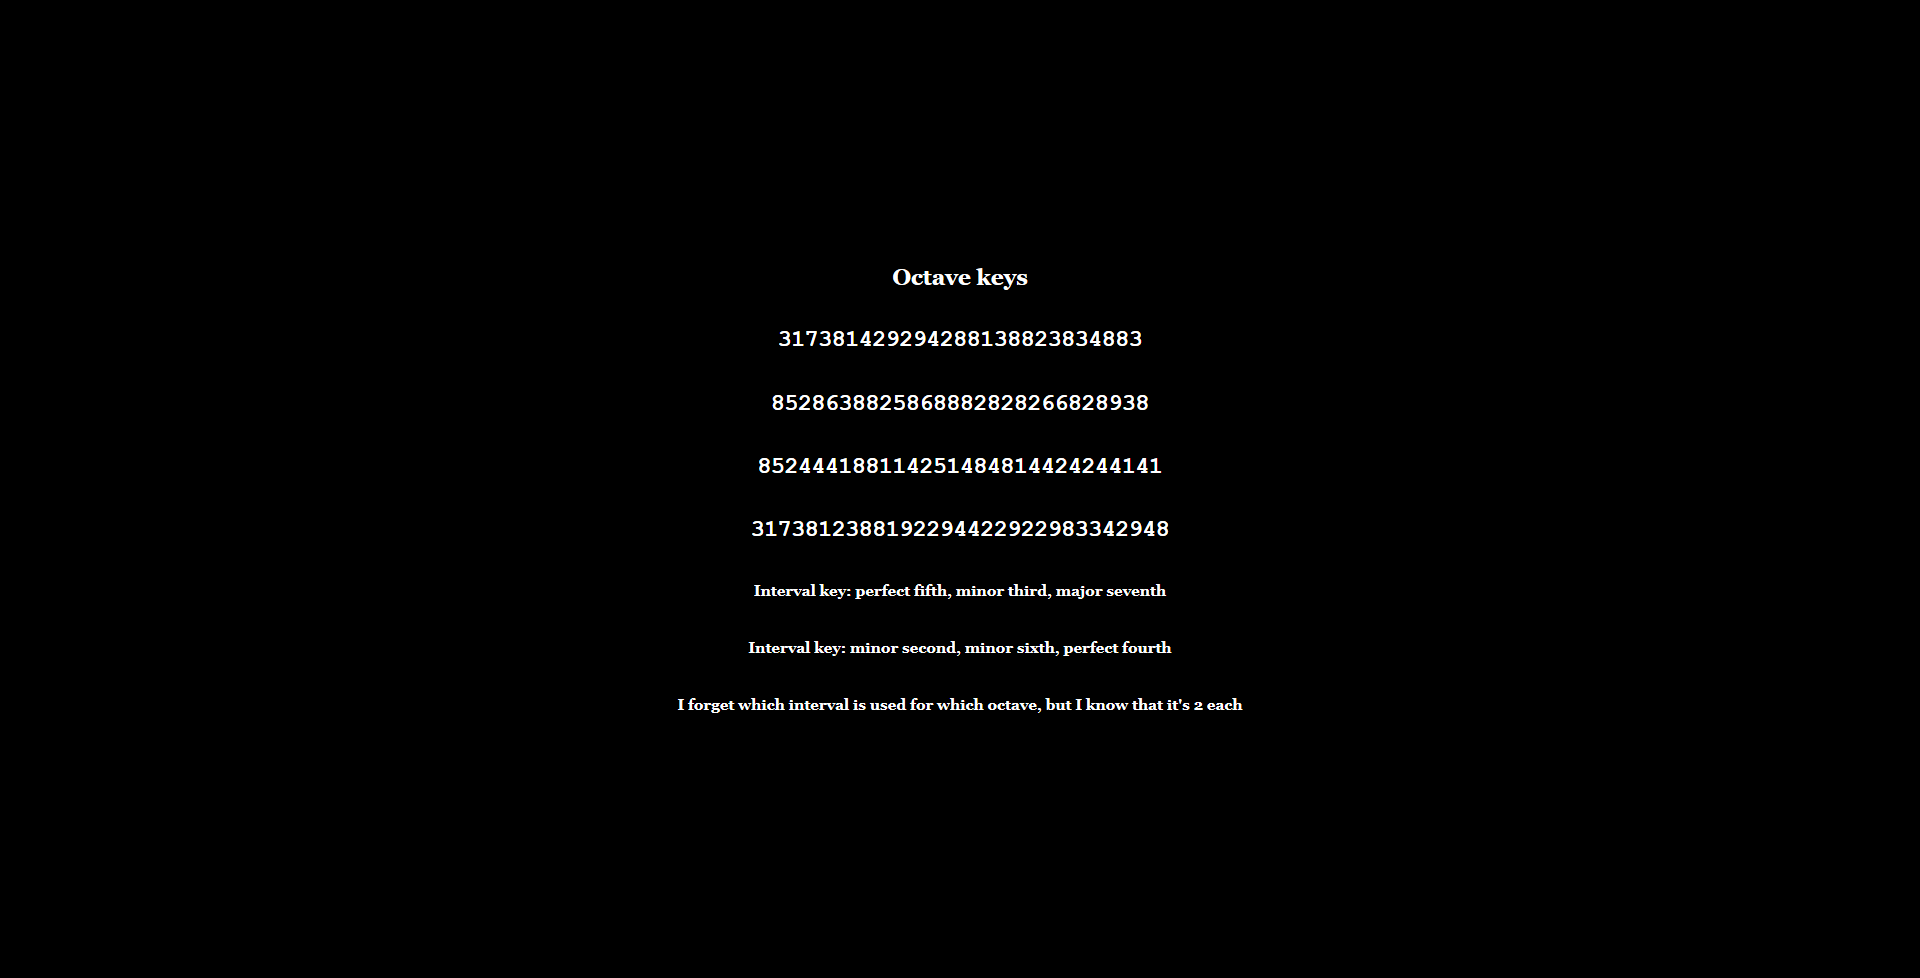 Octave keys
317381429294288138823834883
8528638825868882828266828938
852444188114251484814424244141
3173812388192294422922983342948
Interval key: perfect fifth, minor third, major seventh
Interval key: minor second, minor sixth, perfect fourth
I forget which interval is used for which octave, but I know that it's 2 each